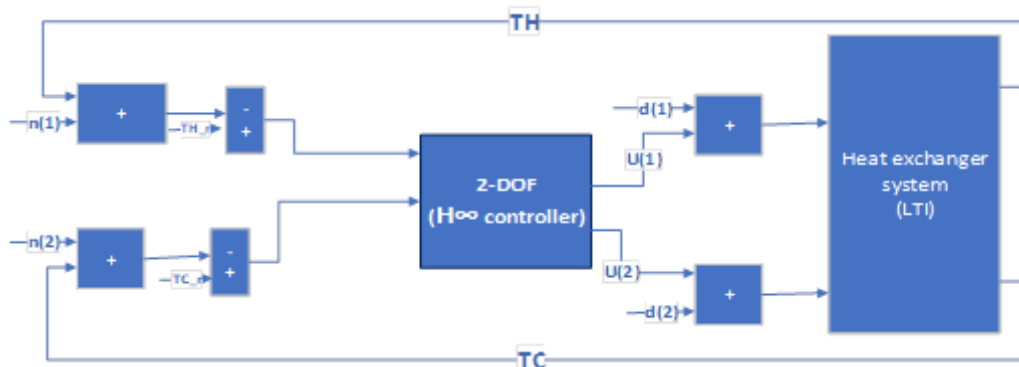 TH
+
n(1)
TH_r
-
+
d(1)
+
U(1)
2-DOF
(H∞ controller)
Heat exchanger
system
(LTI)
n(2)
+
TC_r
-
+
U(2)
+
d(2)
TC